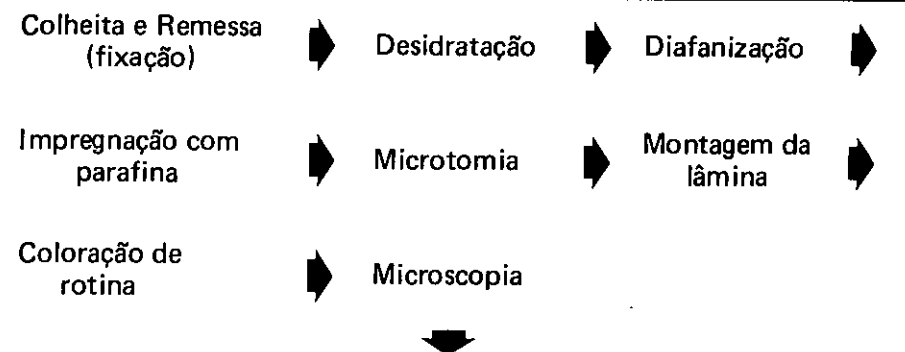 Colheita e Remessa
(fixação)
Desidratação
Diafanização
Impregnação com
parafina
Microtomia
Montagem da
lâmina
Coloração de
rotina
Microscopia